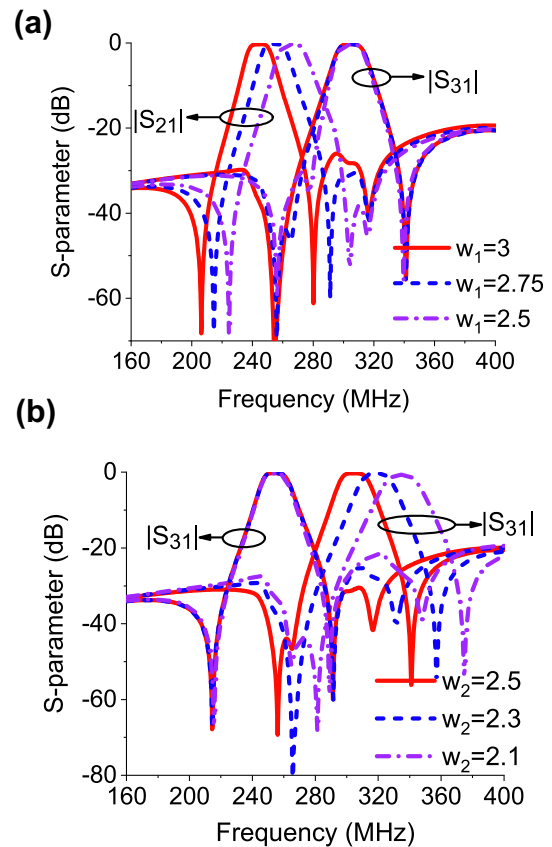 (a)
0
-20
-40
-60
S-parameter (dB)
|S21|
|S31|
w1=3
w1=2.75
w1=2.5
160 200 240 280 320 360 400
Frequency (MHz)
(b)
0
-20
-40
-60
-80
S-parameter (dB)
|S31|
|S31|
w2=2.5
w2=2.3
w2=2.1
160 200 240 280 320 360 400
Frequency (MHz)